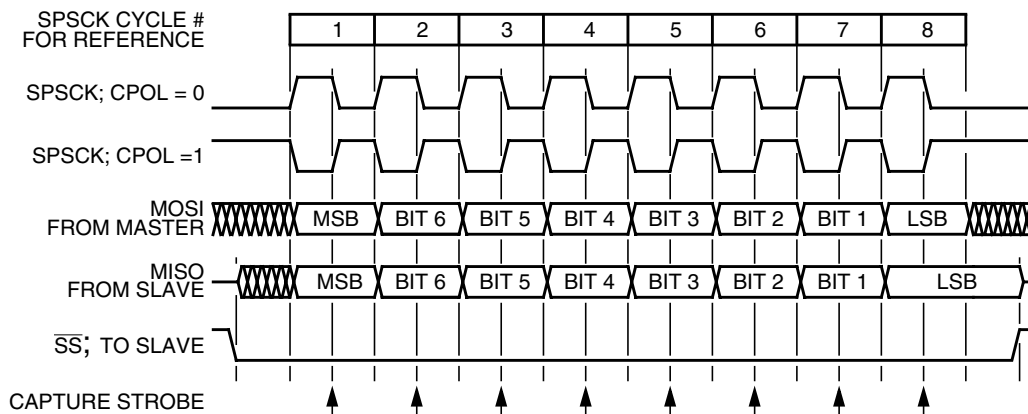 SPSCK CYCLE #
FOR REFERENCE
1 2 3 4 5 6 7 8
SPSCK; CPOL = 0
SPSCK; CPOL =1
MOSI
FROM MASTER
MSB BIT 6 BIT 5 BIT 4 BIT 3 BIT 2 BIT 1 LSB
MISO
FROM SLAVE
MSB BIT 6 BIT 5 BIT 4 BIT 3 BIT 2 BIT 1 LSB
SS; TO SLAVE
CAPTURE STROBE